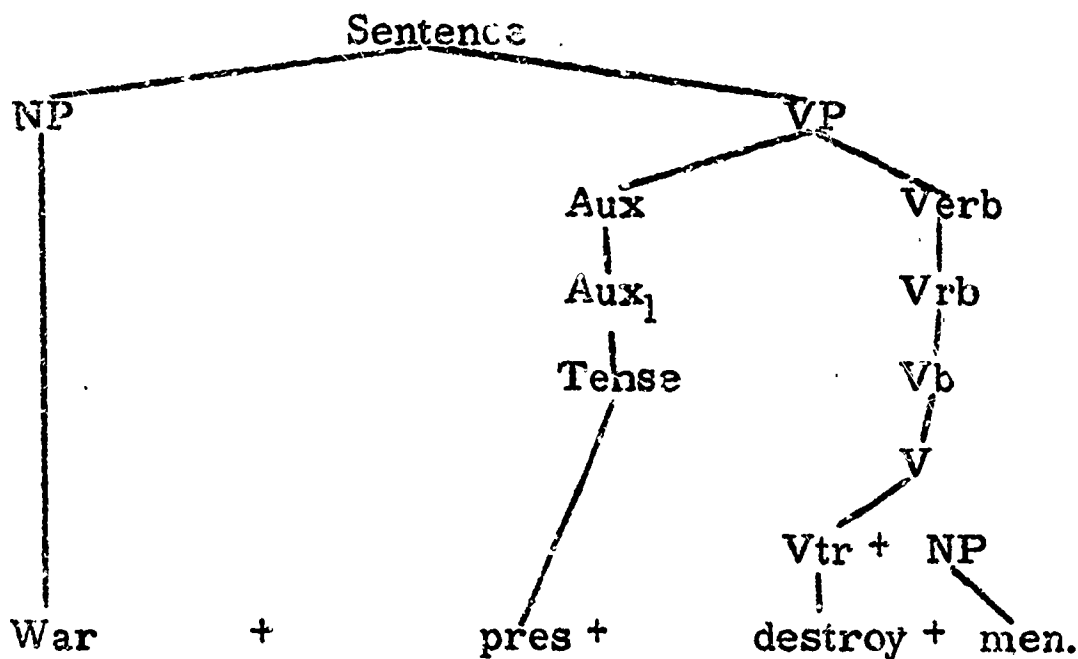 Sentence
NP VP
Aux Verb
Aux1 Vrb
Tense Vb
V
Vtr + NP
War + pres + destroy + men.